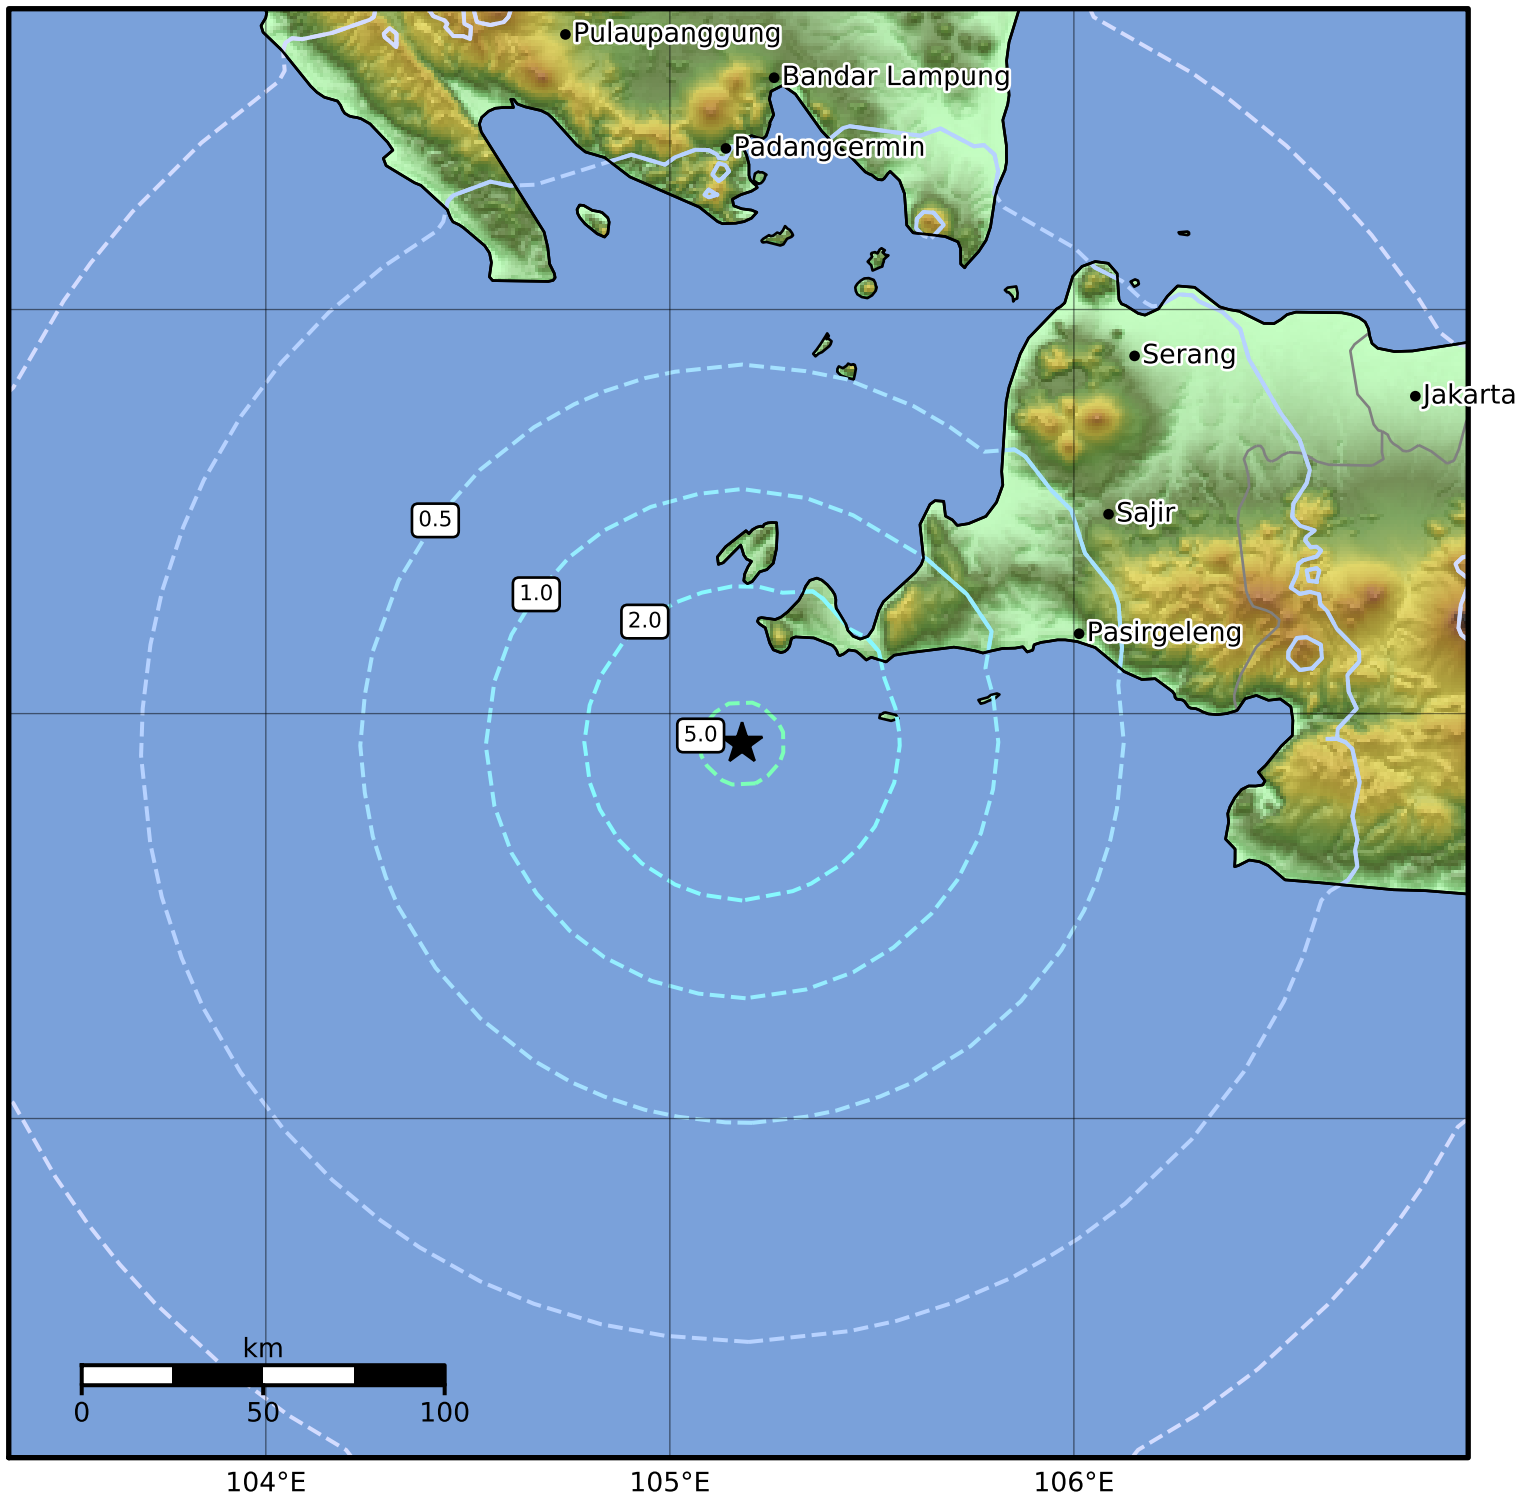 Pulaupanggung
Bandar Lampung
Padangcermin
Serang
Jakarta
0.5
Sajir
1.0
2.0
Pasirgeleng
5.0
km
0 50 100
104°E 105°E 106°E